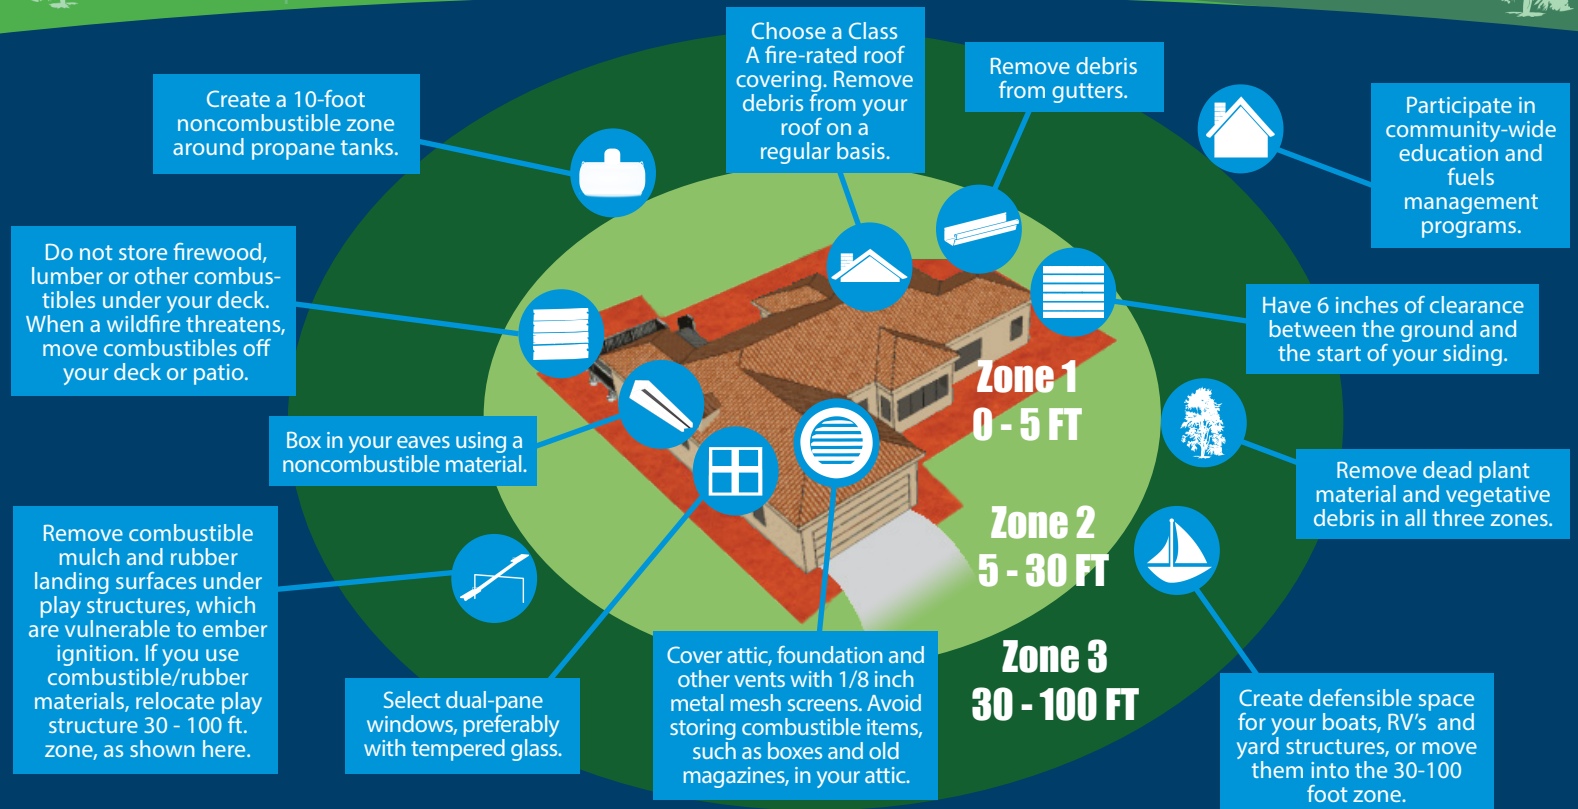 Choose a Class
A fire-rated roof
covering. Remove
debris from your
roof on a
regular basis.
Remove debris
from gutters.
Create a 10-foot
noncombustible zone
around propane tanks.
Participate in
community-wide
education and
fuels
management
programs.
Do not store firewood,
lumber or other combus-
tibles under your deck.
When a wildfire threatens,
move combustibles off
your deck or patio.
Have 6 inches of clearance
between the ground and
the start of your siding.
Zone 1
0 - 5 FT
Box in your eaves using a
noncombustible material.
Remove dead plant
material and vegetative
debris in all three zones.
Zone 2
5 - 30 FT
Remove combustible
mulch and rubber
landing surfaces under
play structures, which
are vulnerable to ember
ignition. If you use
combustible/rubber
materials, relocate play
structure 30 - 100 ft.
zone, as shown here.
Select dual-pane
windows, preferably
with tempered glass.
Cover attic, foundation and
other vents with 1/8 inch
metal mesh screens. Avoid
storing combustible items,
such as boxes and old
magazines, in your attic.
Zone 3
30 - 100 FT
Create defensible space
for your boats, RV's  and
yard structures, or move
them into the 30-100
foot zone.